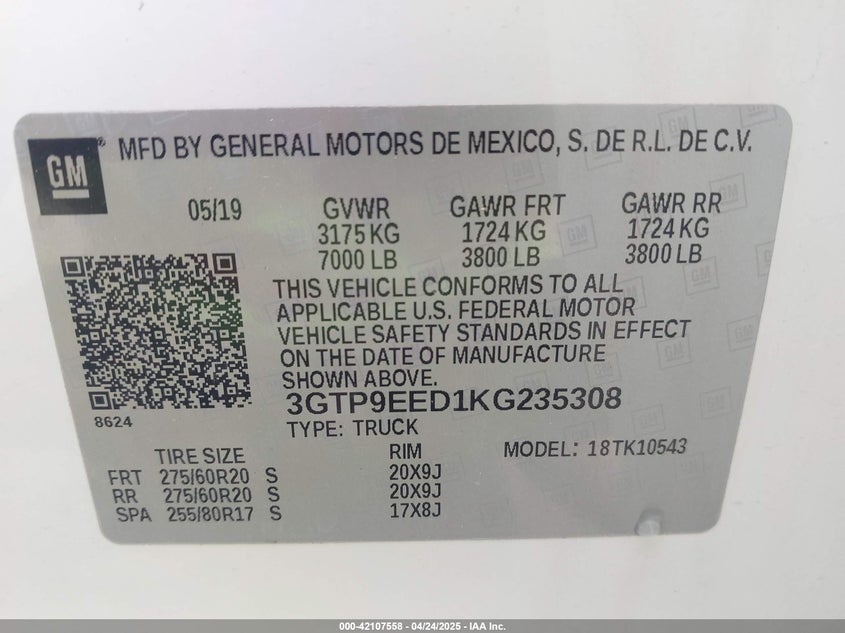 GM ® MFD BY GENERAL MOTORS DE MEXICO, S. DE R.L. DE C.V.
05/19 GVWR GAWR FRT GAWR RR
3175 KG 1724 KG 1724 KG
7000 LB 3800 LB 3800 LB
THIS VEHICLE CONFORMS TO ALL
APPLICABLE U.S. FEDERAL MOTOR
VEHICLE SAFETY STANDARDS IN EFFECT
ON THE DATE OF MANUFACTURE
SHOWN ABOVE.
3GTP9EED1KG235308
8624
TYPE: TRUCK
TIRE SIZE RIM MODEL: 18TK10543
FRT 275/60R20 S 20X9J
RR 275/60R20 S 20X9J
SPA 255/80R17 S 17X8J
000-42107558 - 04/24/2025 - IAA Inc.